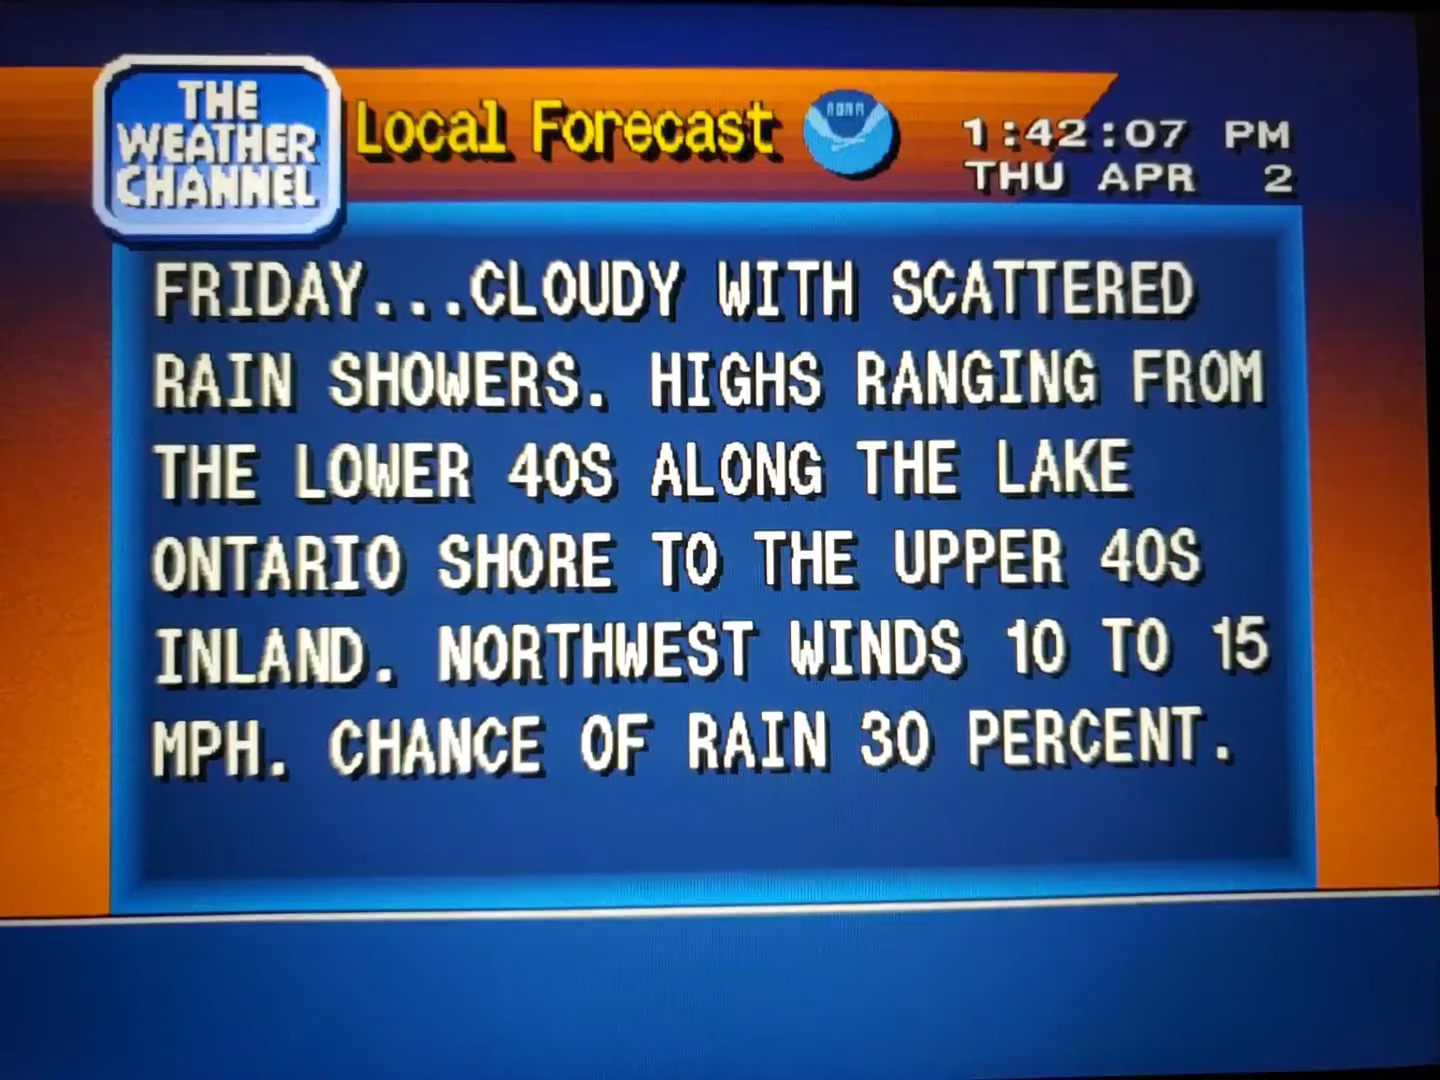 THE
WEATHER
CHANNEL
Local Forecast
NOAA
1:42:07 PM
THU APR 2
FRIDAY...CLOUDY WITH SCATTERED
RAIN SHOWERS. HIGHS RANGING FROM
THE LOWER 40S ALONG THE LAKE
ONTARIO SHORE TO THE UPPER 40S
INLAND. NORTHWEST WINDS 10 TO 15
MPH. CHANCE OF RAIN 30 PERCENT.